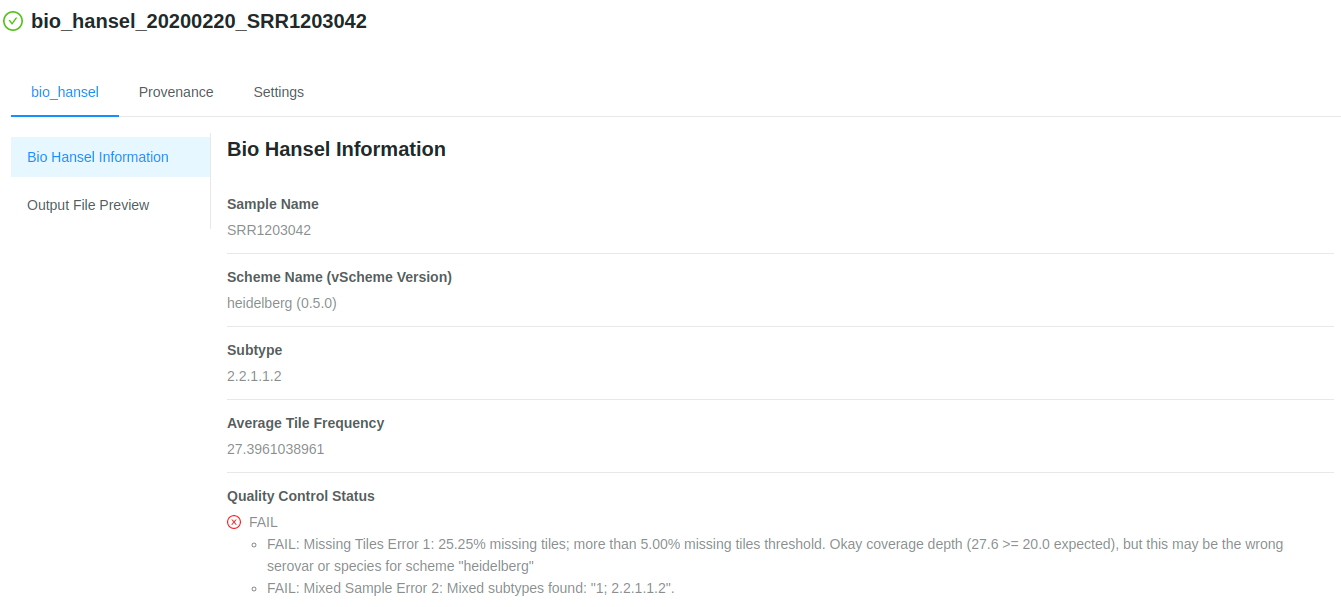 bio_hansel_20200220_SRR1203042
bio_hansel
Provenance
Settings
Bio Hansel Information
Output File Preview
Bio Hansel Information
Sample Name
SRR1203042
Scheme Name (vScheme Version)
heidelberg (0.5.0)
Subtype
2.2.1.1.2
Average Tile Frequency
27.3961038961
Quality Control Status
FAIL
FAIL: Missing Tiles Error 1: 25.25% missing tiles; more than 5.00% missing tiles threshold. Okay coverage depth (27.6 >= 20.0 expected), but this may be the wrong
serovar or species for scheme "heidelberg"
FAIL: Mixed Sample Error 2: Mixed subtypes found: "1; 2.2.1.1.2".